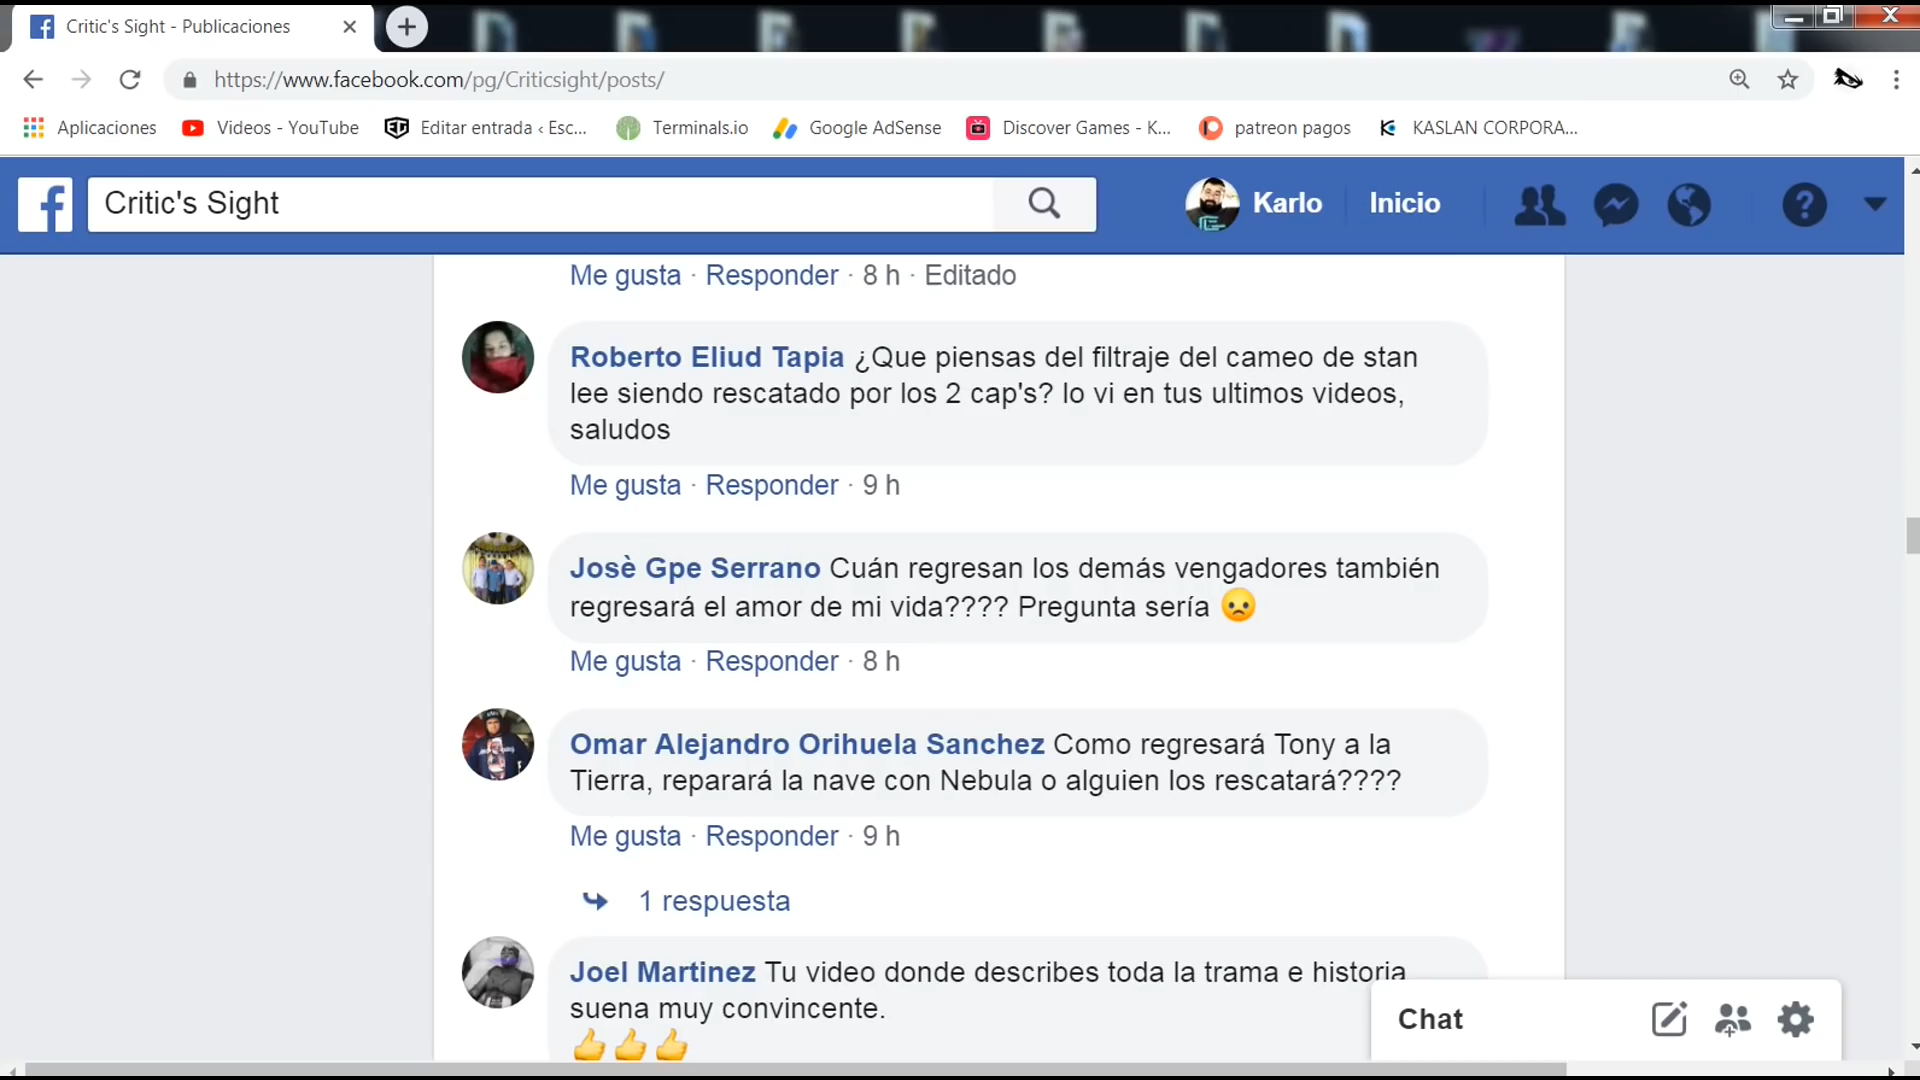 Critic's Sight - Publicaciones
https://www.facebook.com/pg/Criticsight/posts/
Aplicaciones Videos - YouTube Editar entrada ‹ Esc... Terminals.io Google AdSense Discover Games - K... patreon pagos KASLAN CORPORA...
Critic's Sight Karlo Inicio
Me gusta · Responder · 8 h · Editado
Roberto Eliud Tapia ¿Que piensas del filtraje del cameo de stan
lee siendo rescatado por los 2 cap's? lo vi en tus ultimos videos,
saludos
Me gusta · Responder · 9 h
Josè Gpe Serrano Cuán regresan los demás vengadores también
regresará el amor de mi vida???? Pregunta sería 😞
Me gusta · Responder · 8 h
Omar Alejandro Orihuela Sanchez Como regresará Tony a la
Tierra, reparará la nave con Nebula o alguien los rescatará????
Me gusta · Responder · 9 h
1 respuesta
Joel Martinez Tu video donde describes toda la trama e historia
suena muy convincente.
👍👍👍
Chat